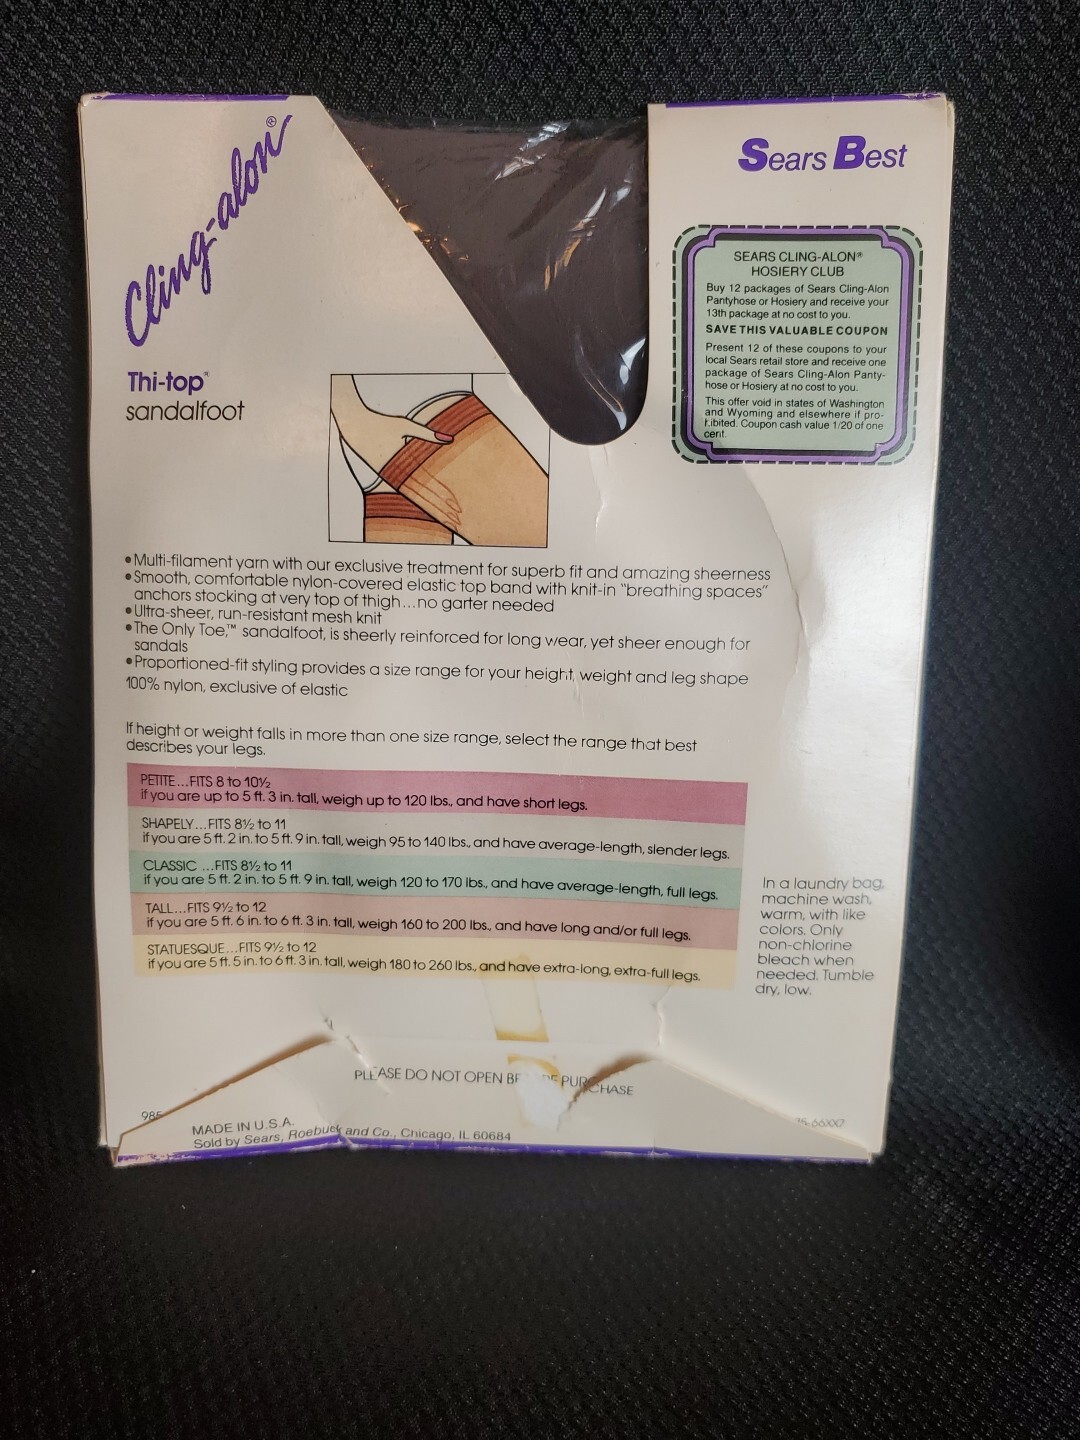 Cling-alon®
Thi-top™
sandalfoot
Sears Best
SEARS CLING-ALON®
HOSIERY CLUB
Buy 12 packages of Sears Cling-Alon
Pantyhose or Hosiery and receive your
13th package at no cost to you.
SAVE THIS VALUABLE COUPON
Present 12 of these coupons to your
local Sears retail store and receive one
package of Sears Cling-Alon Panty-
hose or Hosiery at no cost to you.
This offer void in states of Washington
and Wyoming and elsewhere if pro-
hibited. Coupon cash value 1/20 of one
cent.
•Multi-filament yarn with our exclusive treatment for superb fit and amazing sheerness
•Smooth, comfortable nylon-covered elastic top band with knit-in "breathing spaces"
anchors stocking at very top of thigh...no garter needed
•Ultra-sheer, run-resistant mesh knit
•The Only Toe,™ sandalfoot, is sheerly reinforced for long wear, yet sheer enough for
sandals
•Proportioned-fit styling provides a size range for your height, weight and leg shape
100% nylon, exclusive of elastic
If height or weight falls in more than one size range, select the range that best
describes your legs.
PETITE...FITS 8 to 10½
if you are up to 5 ft. 3 in. tall, weigh up to 120 lbs., and have short legs.
SHAPELY...FITS 8½ to 11
if you are 5 ft. 2 in. to 5 ft. 9 in. tall, weigh 95 to 140 lbs., and have average-length, slender legs.
CLASSIC ...FITS 8½ to 11
if you are 5 ft. 2 in. to 5 ft. 9 in. tall, weigh 120 to 170 lbs., and have average-length, full legs.
TALL...FITS 9½ to 12
if you are 5 ft. 6 in. to 6 ft. 3 in. tall, weigh 160 to 200 lbs., and have long and/or full legs.
STATUESQUE...FITS 9½ to 12
if you are 5 ft. 5 in. to 6 ft. 3 in. tall, weigh 180 to 260 lbs., and have extra-long, extra-full legs.
In a laundry bag,
machine wash,
warm, with like
colors. Only
non-chlorine
bleach when
needed. Tumble
dry, low.
PLEASE DO NOT OPEN BE RE PURCHASE
985
MADE IN U.S.A.
Sold by Sears, Roebuck and Co., Chicago, IL 60684